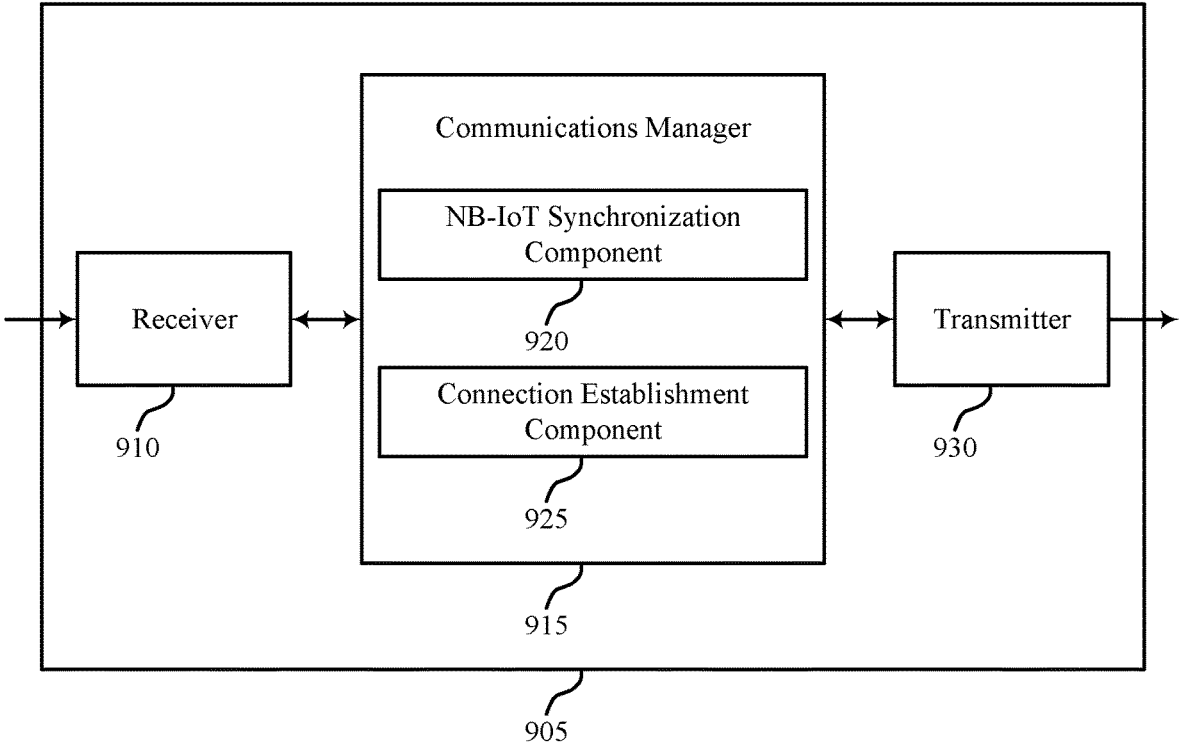 Communications Manager
NB-IoT Synchronization
Component
920
Receiver
910
Transmitter
930
Connection Establishment
Component
925
915
905